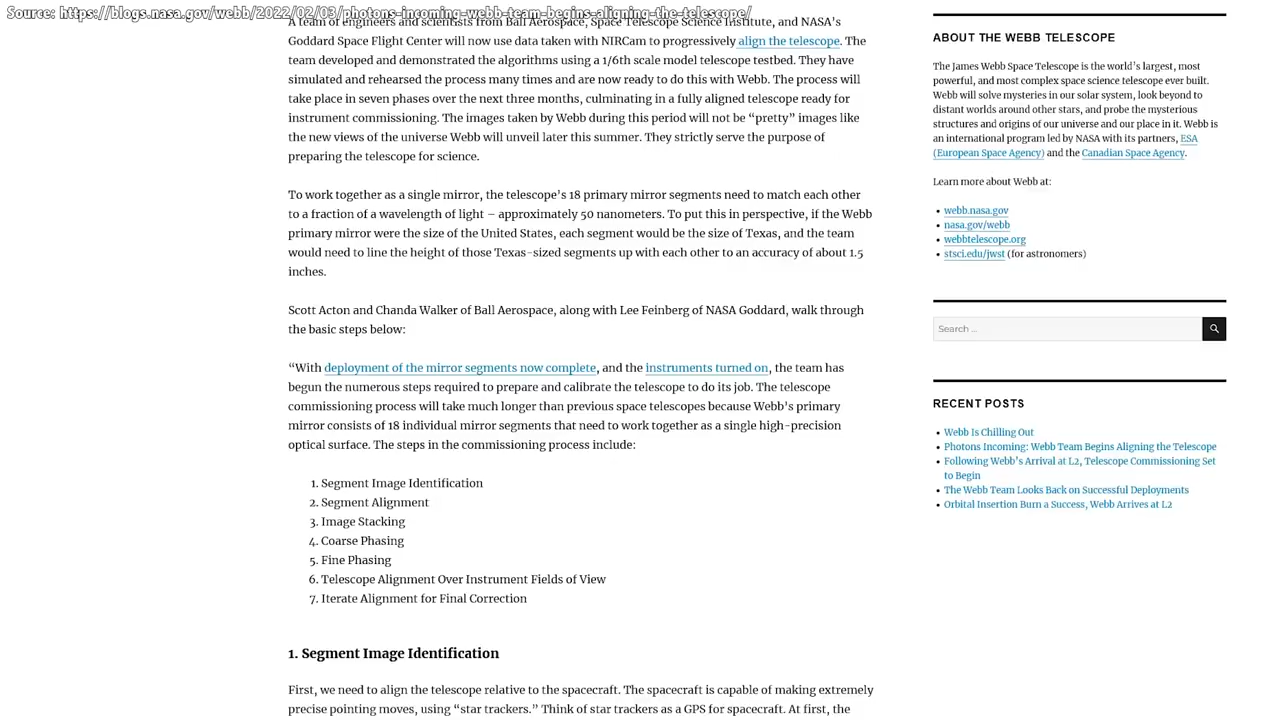 Source: https://blogs.nasa.gov/webb/2022/02/03/photons-incoming-webb-team-begins-aligning-the-telescope/
A team of engineers and scientists from Ball Aerospace, Space Telescope Science Institute, and NASA’s
Goddard Space Flight Center will now use data taken with NIRCam to progressively align the telescope. The
team developed and demonstrated the algorithms using a 1/6th scale model telescope testbed. They have
simulated and rehearsed the process many times and are now ready to do this with Webb. The process will
take place in seven phases over the next three months, culminating in a fully aligned telescope ready for
instrument commissioning. The images taken by Webb during this period will not be “pretty” images like
the new views of the universe Webb will unveil later this summer. They strictly serve the purpose of
preparing the telescope for science.
To work together as a single mirror, the telescope’s 18 primary mirror segments need to match each other
to a fraction of a wavelength of light – approximately 50 nanometers. To put this in perspective, if the Webb
primary mirror were the size of the United States, each segment would be the size of Texas, and the team
would need to line the height of those Texas-sized segments up with each other to an accuracy of about 1.5
inches.
Scott Acton and Chanda Walker of Ball Aerospace, along with Lee Feinberg of NASA Goddard, walk through
the basic steps below:
“With deployment of the mirror segments now complete, and the instruments turned on, the team has
begun the numerous steps required to prepare and calibrate the telescope to do its job. The telescope
commissioning process will take much longer than previous space telescopes because Webb’s primary
mirror consists of 18 individual mirror segments that need to work together as a single high-precision
optical surface. The steps in the commissioning process include:
1. Segment Image Identification
2. Segment Alignment
3. Image Stacking
4. Coarse Phasing
5. Fine Phasing
6. Telescope Alignment Over Instrument Fields of View
7. Iterate Alignment for Final Correction
1. Segment Image Identification
First, we need to align the telescope relative to the spacecraft. The spacecraft is capable of making extremely
precise pointing moves, using “star trackers.” Think of star trackers as a GPS for spacecraft. At first, the
ABOUT THE WEBB TELESCOPE
The James Webb Space Telescope is the world’s largest, most
powerful, and most complex space science telescope ever built.
Webb will solve mysteries in our solar system, look beyond to
distant worlds around other stars, and probe the mysterious
structures and origins of our universe and our place in it. Webb is
an international program led by NASA with its partners, ESA
(European Space Agency) and the Canadian Space Agency.
Learn more about Webb at:
• webb.nasa.gov
• nasa.gov/webb
• webbtelescope.org
• stsci.edu/jwst (for astronomers)
Search …
RECENT POSTS
• Webb Is Chilling Out
• Photons Incoming: Webb Team Begins Aligning the Telescope
• Following Webb’s Arrival at L2, Telescope Commissioning Set
to Begin
• The Webb Team Looks Back on Successful Deployments
• Orbital Insertion Burn a Success, Webb Arrives at L2